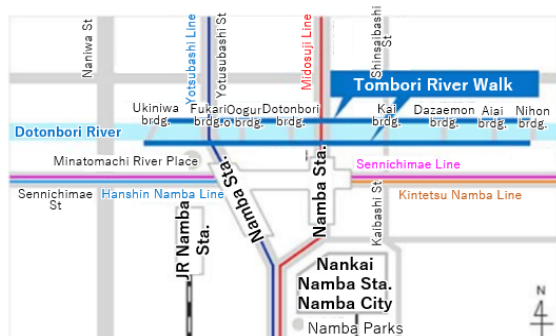 Naniwa St
Yotsubashi Line
Yotusubashi St
Midosuji Line
Shinsaibashi
St
Tombori River Walk
Ukiniwa
brdg.
Fukari
brdg.
Oogur
o brdg.
Dotonbori
brdg.
Kai
brdg.
Dazaemon
brdg.
Aiai
brdg.
Nihon
brdg.
Dotonbori River
Minatomachi River Place
Namba Sta.
Namba Sta.
Sennichimae Line
Sennichimae
St
Hanshin Namba Line
Kaibashi St
Kintetsu Namba Line
JR Namba
Sta.
Nankai
Namba Sta.
Namba City
Namba Parks
N
4